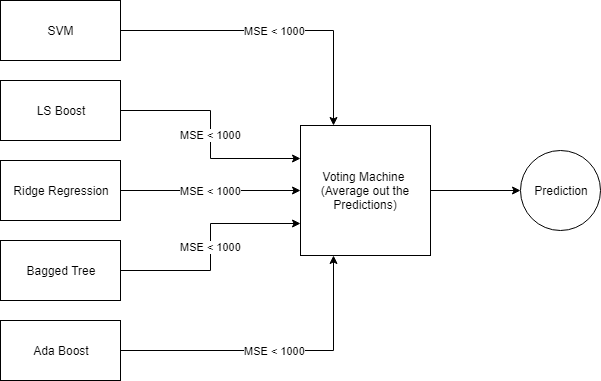 SVM
MSE < 1000
LS Boost
MSE < 1000
Ridge Regression
MSE < 1000
Voting Machine
(Average out the
Predictions)
Prediction
MSE < 1000
Bagged Tree
Ada Boost
MSE < 1000